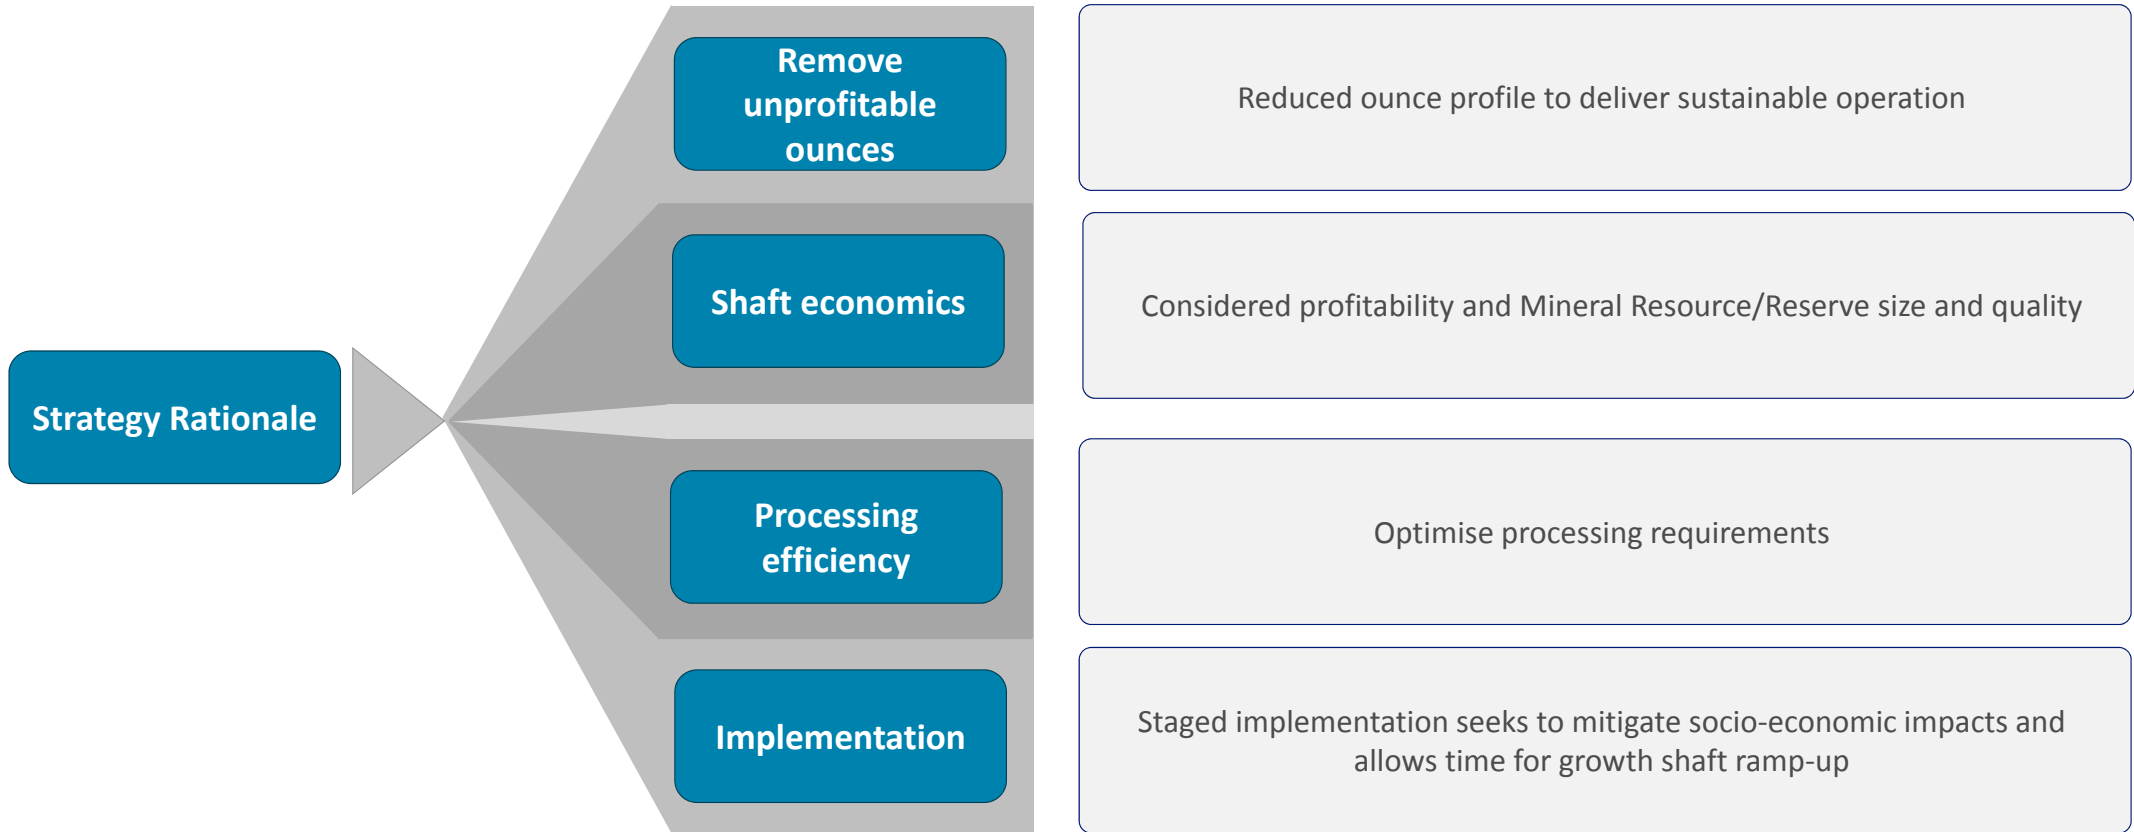 Strategy Rationale
Remove
unprofitable
ounces
Reduced ounce profile to deliver sustainable operation
Shaft economics
Considered profitability and Mineral Resource/Reserve size and quality
Processing
efficiency
Optimise processing requirements
Implementation
Staged implementation seeks to mitigate socio-economic impacts and
allows time for growth shaft ramp-up